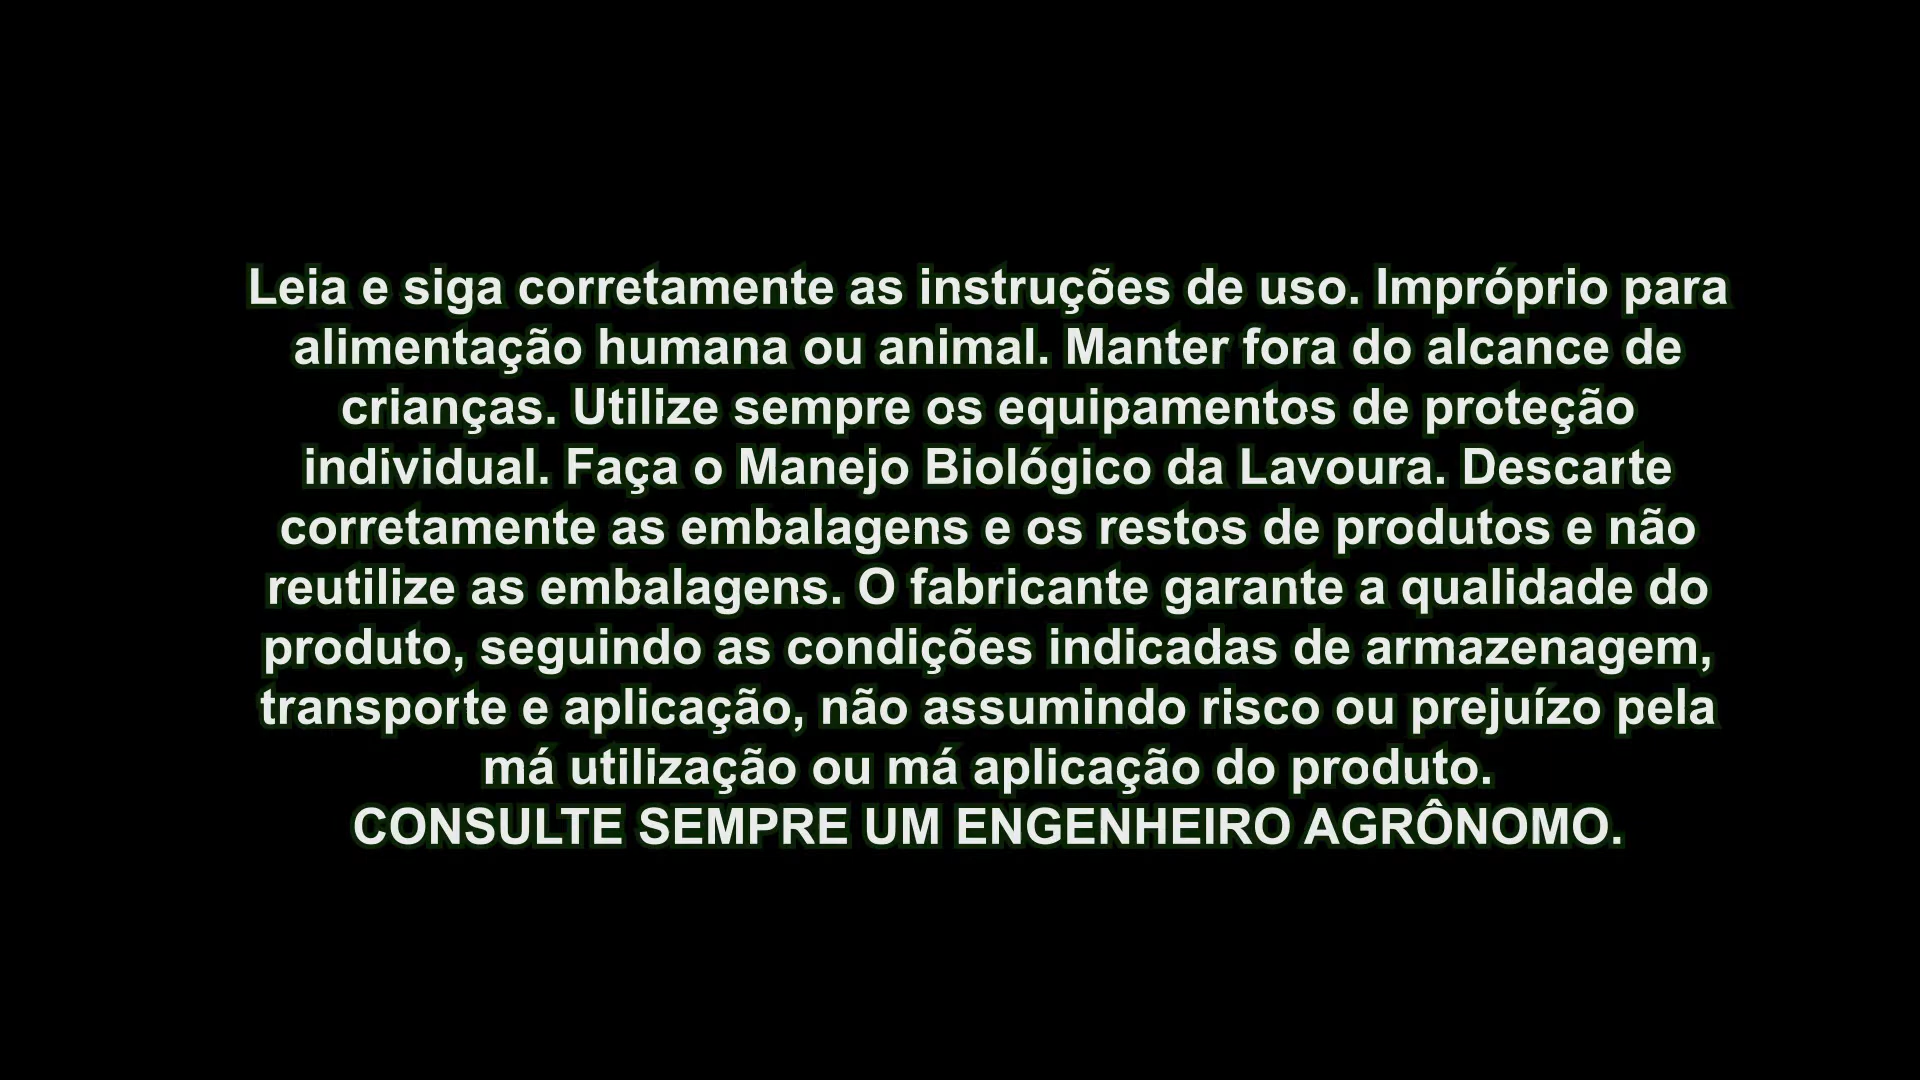 Leia e siga corretamente as instruções de uso. Impróprio para
alimentação humana ou animal. Manter fora do alcance de
crianças. Utilize sempre os equipamentos de proteção
individual. Faça o Manejo Biológico da Lavoura. Descarte
corretamente as embalagens e os restos de produtos e não
reutilize as embalagens. O fabricante garante a qualidade do
produto, seguindo as condições indicadas de armazenagem,
transporte e aplicação, não assumindo risco ou prejuízo pela
má utilização ou má aplicação do produto.
CONSULTE SEMPRE UM ENGENHEIRO AGRÔNOMO.